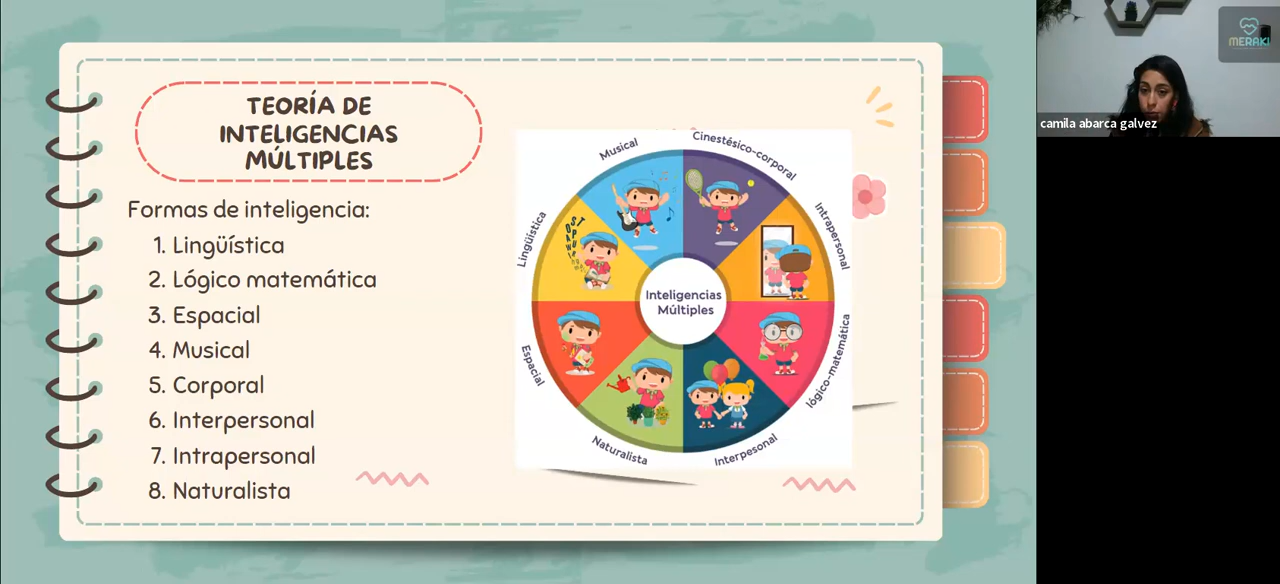 TEORÍA DE
INTELIGENCIAS
MÚLTIPLES
Formas de inteligencia:
1. Lingüística
2. Lógico matemática
3. Espacial
4. Musical
5. Corporal
6. Interpersonal
7. Intrapersonal
8. Naturalista
Musical
Cinestésico-corporal
Intrapersonal
lógico-matemática
Interpesonal
Naturalista
Espacial
Lingüística
Inteligencias
Múltiples
MERAKI
camila abarca galvez